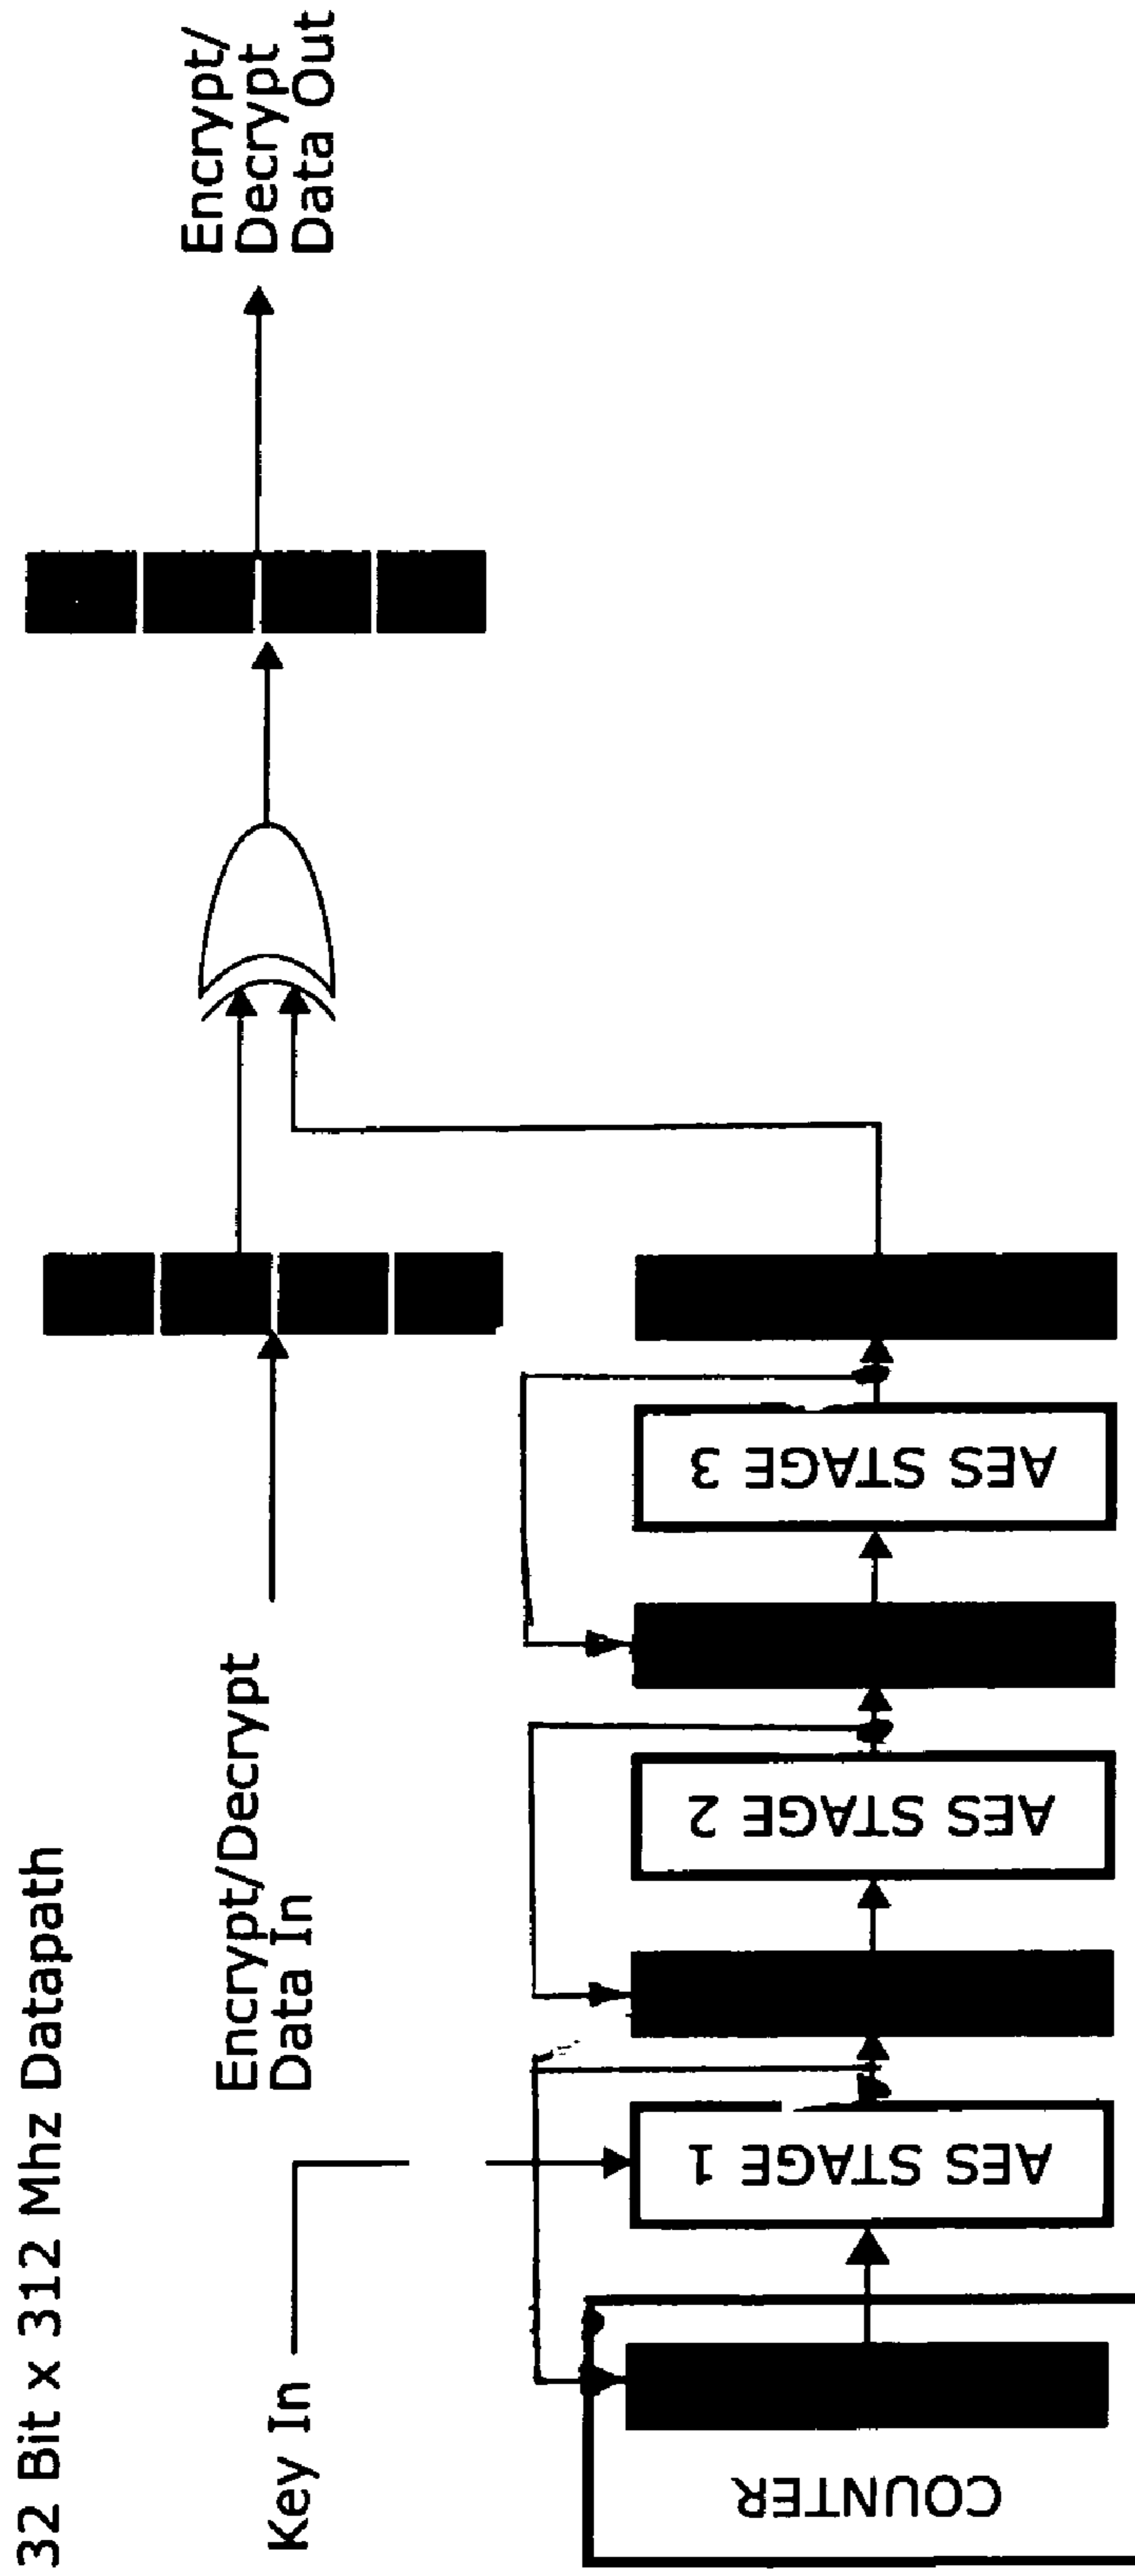 32 Bit x 312 Mhz Datapath
Key In
Encrypt/Decrypt
Data In
Encrypt/
Decrypt
Data Out
COUNTER
AES STAGE 1
AES STAGE 2
AES STAGE 3